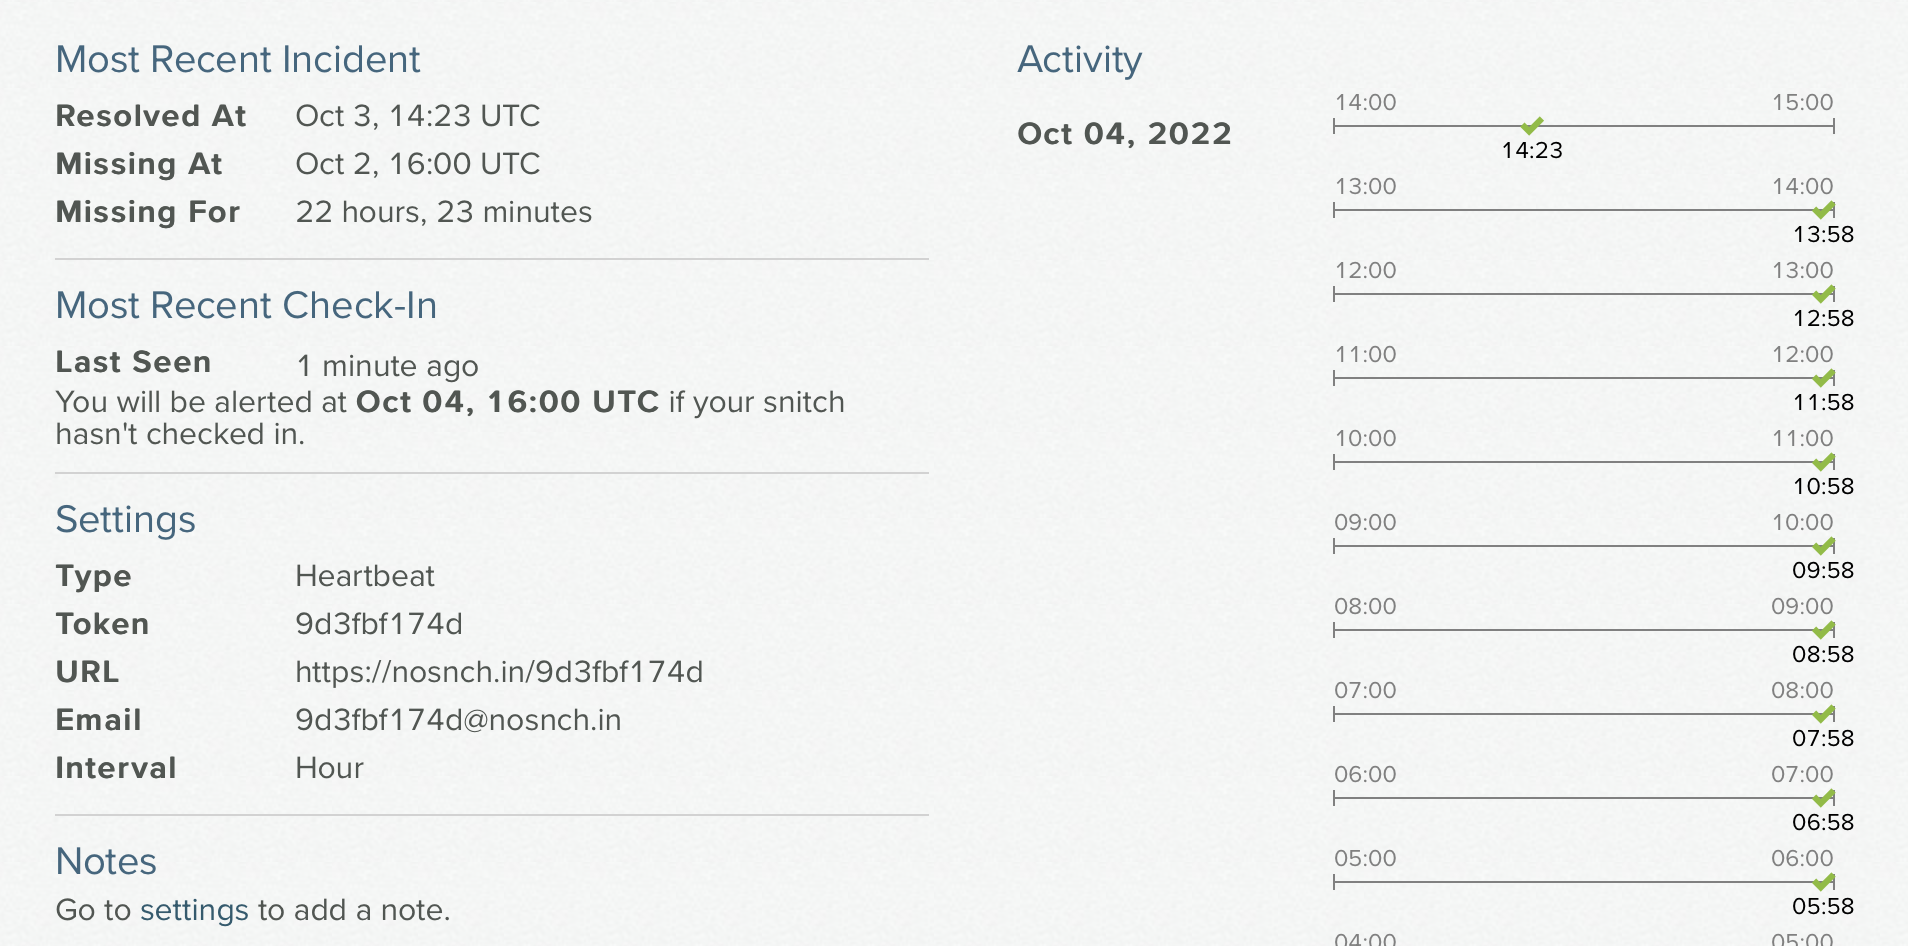 Most Recent Incident
Resolved At Oct 3, 14:23 UTC
Missing At Oct 2, 16:00 UTC
Missing For 22 hours, 23 minutes
Most Recent Check-In
Last Seen 1 minute ago
You will be alerted at Oct 04, 16:00 UTC if your snitch
hasn't checked in.
Settings
Type Heartbeat
Token 9d3fbf174d
URL https://nosnch.in/9d3fbf174d
Email 9d3fbf174d@nosnch.in
Interval Hour
Notes
Go to settings to add a note.
Activity
Oct 04, 2022
14:00 15:00
14:23
13:00 14:00
13:58
12:00 13:00
12:58
11:00 12:00
11:58
10:00 11:00
10:58
09:00 10:00
09:58
08:00 09:00
08:58
07:00 08:00
07:58
06:00 07:00
06:58
05:00 06:00
05:58
04:00 05:00